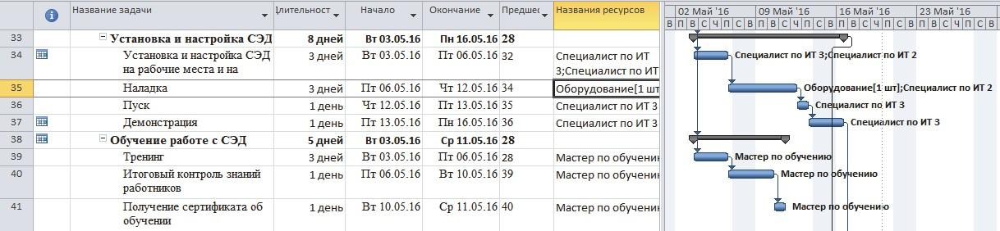 Название задачи Длительност Начало Окончание Предшес Названия ресурсов 02 Май '16 09 Май '16 16 Май '16 23 Май '16
В П В С Ч П С В П В С Ч П С В П В С Ч П С В П В С Ч П С В
33 Установка и настройка СЭД 8 дней Вт 03.05.16 Пн 16.05.16 28
34 Установка и настройка СЭД 3 дней Вт 03.05.16 Пт 06.05.16 32 Специалист по ИТ Специалист по ИТ 3;Специалист по ИТ 2
на рабочие места и на 3;Специалист по И
35 Наладка 3 дней Пт 06.05.16 Чт 12.05.16 34 Оборудование[1 шт Оборудование[1 шт];Специалист по ИТ 2
36 Пуск 1 день Чт 12.05.16 Пт 13.05.16 35 Специалист по ИТ 3 Специалист по ИТ 3
37 Демонстрация 1 день Пт 13.05.16 Пн 16.05.16 36 Специалист по ИТ 3 Специалист по ИТ 3
38 Обучение работе с СЭД 5 дней Вт 03.05.16 Ср 11.05.16 28
39 Тренинг 3 дней Вт 03.05.16 Пт 06.05.16 28 Мастер по обучени Мастер по обучению
40 Итоговый контроль знаний 1 день Пт 06.05.16 Вт 10.05.16 39 Мастер по обучени Мастер по обучению
работников
41 Получение сертификата об 1 день Вт 10.05.16 Ср 11.05.16 40 Мастер по обучени Мастер по обучению
обучении